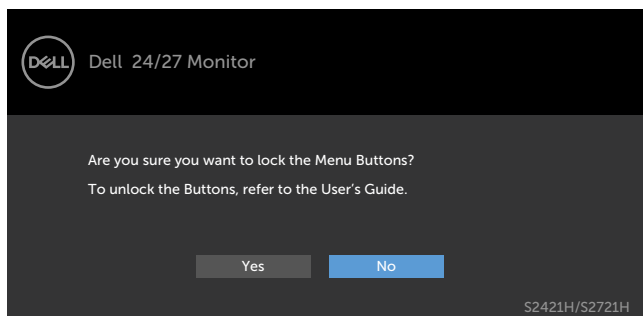 DELL
Dell 24/27 Monitor
Are you sure you want to lock the Menu Buttons?
To unlock the Buttons, refer to the User’s Guide.
Yes No
S2421H/S2721H